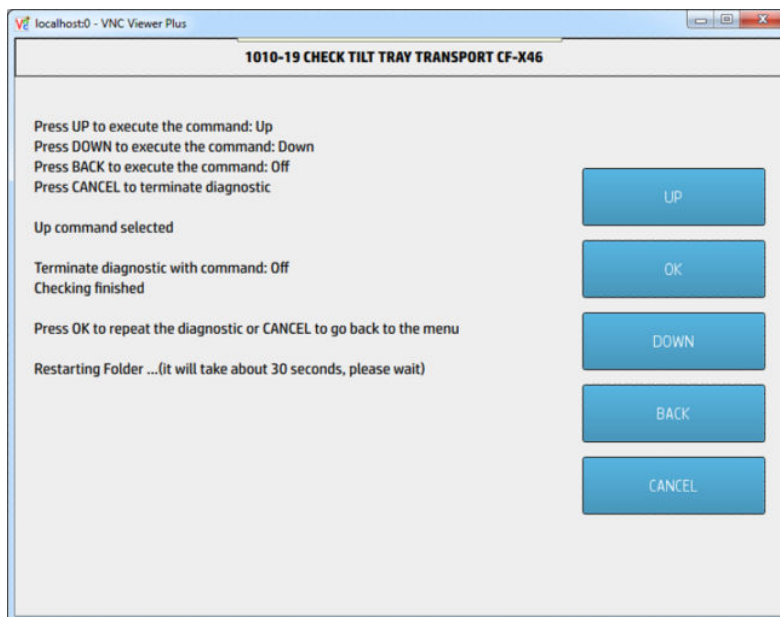 localhost:0 - VNC Viewer Plus
1010-19 CHECK TILT TRAY TRANSPORT CF-X46
Press UP to execute the command: Up
Press DOWN to execute the command: Down
Press BACK to execute the command: Off
Press CANCEL to terminate diagnostic
Up command selected
Terminate diagnostic with command: Off
Checking finished
Press OK to repeat the diagnostic or CANCEL to go back to the menu
Restarting Folder ...(it will take about 30 seconds, please wait)
UP
OK
DOWN
BACK
CANCEL